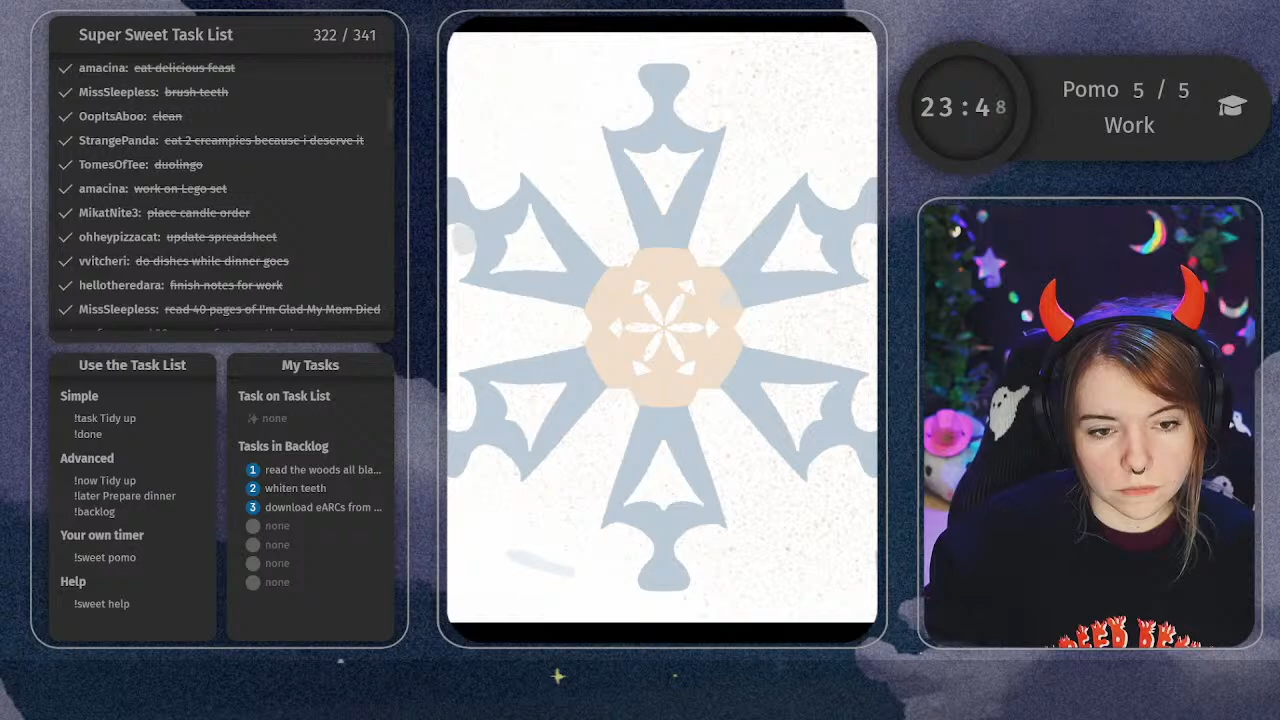 Super Sweet Task List 322 / 341
amacina: eat delicious feast
MissSleepless: brush teeth
OopItsAboo: clean
StrangePanda: eat 2 creampies because i deserve it
TomesOfTee: duolingo
amacina: work on Lego set
MikatNite3: place candle order
ohheypizzacat: update spreadsheet
vvitcheri: do dishes while dinner goes
hellotheredara: finish notes for work
MissSleepless: read 40 pages of I'm Glad My Mom Died
Use the Task List
Simple
!task Tidy up
!done
Advanced
!now Tidy up
!later Prepare dinner
!backlog
Your own timer
!sweet pomo
Help
!sweet help
My Tasks
Task on Task List
none
Tasks in Backlog
1 read the woods all bla...
2 whiten teeth
3 download eARCs from ...
none
none
none
none
23:48
Pomo 5 / 5
Work